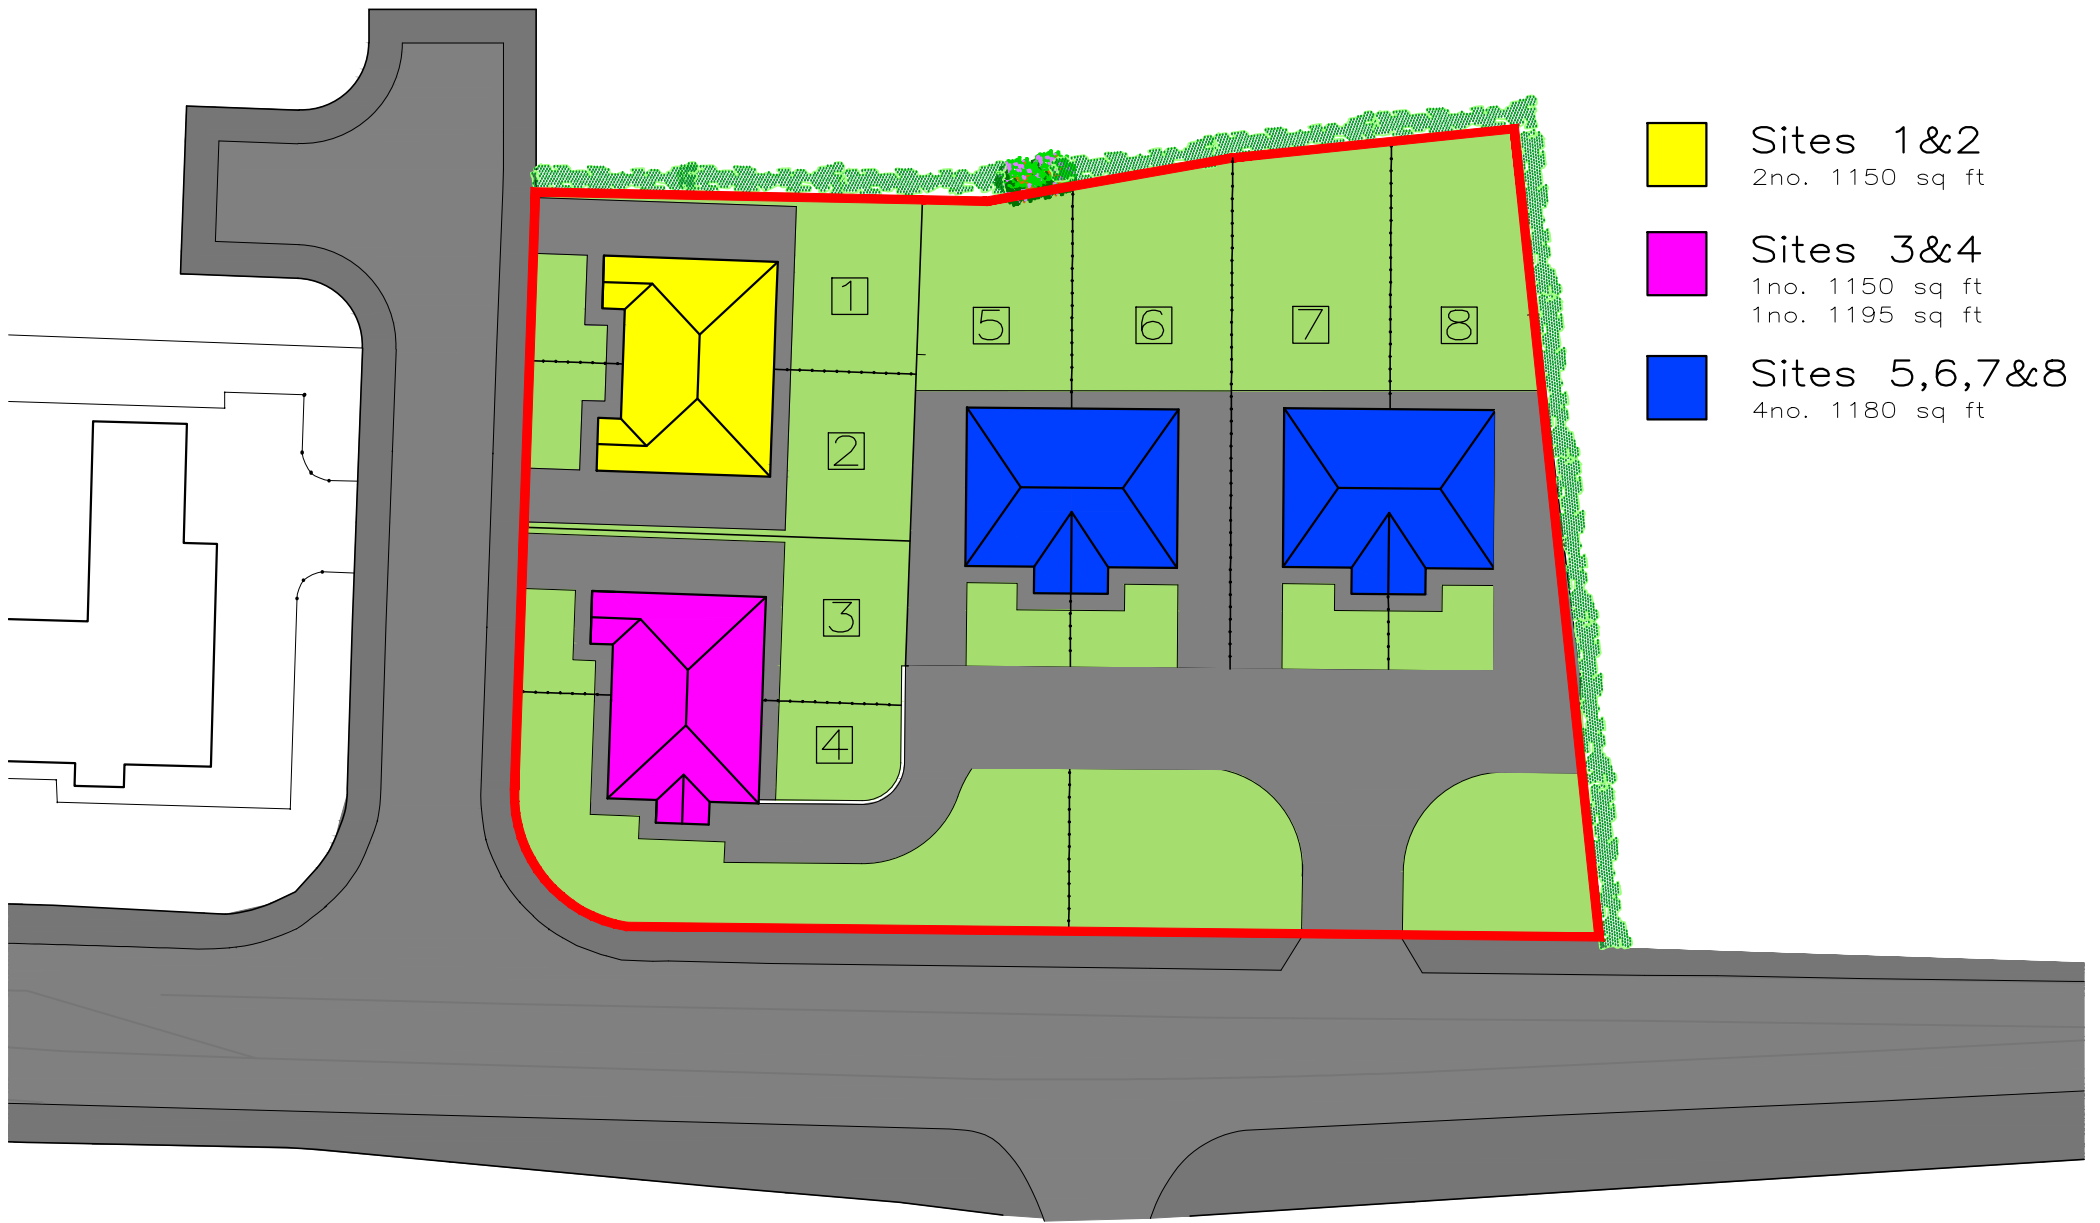 Sites 1&2
2no. 1150 sq ft
Sites 3&4
1no. 1150 sq ft
1no. 1195 sq ft
Sites 5,6,7&8
4no. 1180 sq ft
1
5
6
7
8
2
3
4